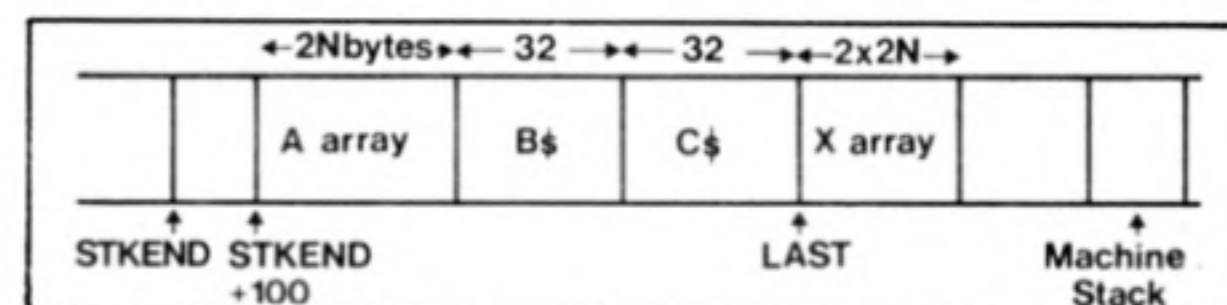 2Nbytes 32 32 2x2N
A array B$ C$ X array
STKEND STKEND LAST Machine
+100 Stack